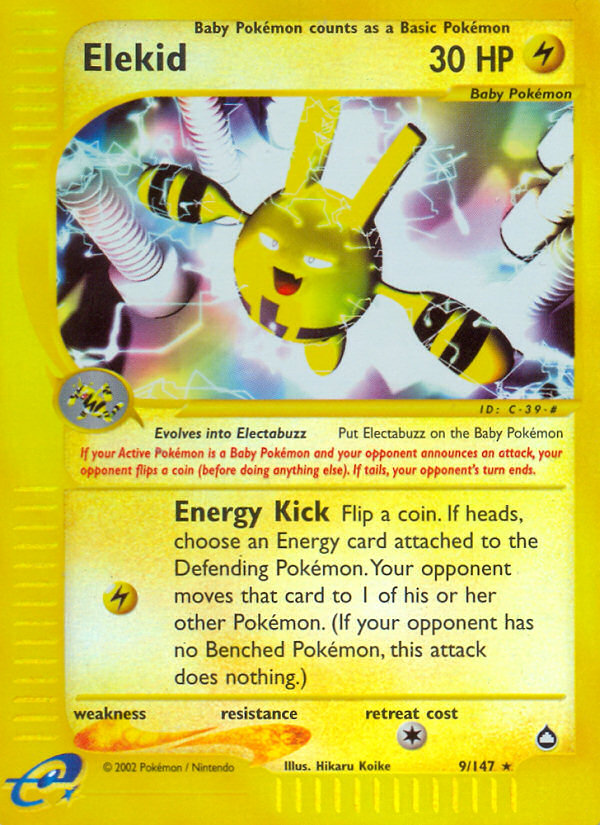 Baby Pokémon counts as a Basic Pokémon
Elekid 30 HP
Baby Pokémon
ID: C-39-#
Evolves into Electabuzz Put Electabuzz on the Baby Pokémon
If your Active Pokémon is a Baby Pokémon and your opponent announces an attack, your
opponent flips a coin (before doing anything else). If tails, your opponent's turn ends.
Energy Kick Flip a coin. If heads,
choose an Energy card attached to the
Defending Pokémon. Your opponent
moves that card to 1 of his or her
other Pokémon. (If your opponent has
no Benched Pokémon, this attack
does nothing.)
weakness resistance retreat cost
© 2002 Pokémon / Nintendo Illus. Hikaru Koike 9/147 ★
e